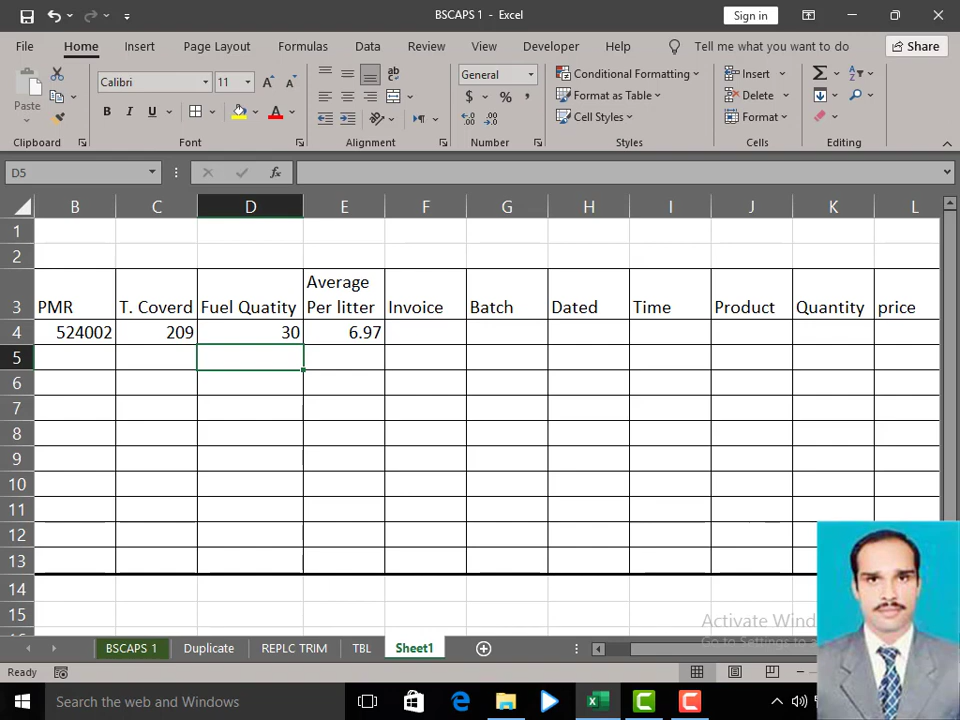 BSCAPS 1 - Excel
Sign in
File Home Insert Page Layout Formulas Data Review View Developer Help Tell me what you want to do Share
Calibri 11 General Conditional Formatting Insert
Paste B I U $ % Format as Table Delete
Cell Styles Format
Clipboard Font Alignment Number Styles Cells Editing
D5 fx
B C D E F G H I J K L
1
2
3 PMR T. Coverd Fuel Quatity Average Per litter Invoice Batch Dated Time Product Quantity price
4 524002 209 30 6.97
5
6
7
8
9
10
11
12
13
14
15
Activate Wind
Go to Settings to a
BSCAPS 1 Duplicate REPLC TRIM TBL Sheet1
Ready
Search the web and Windows